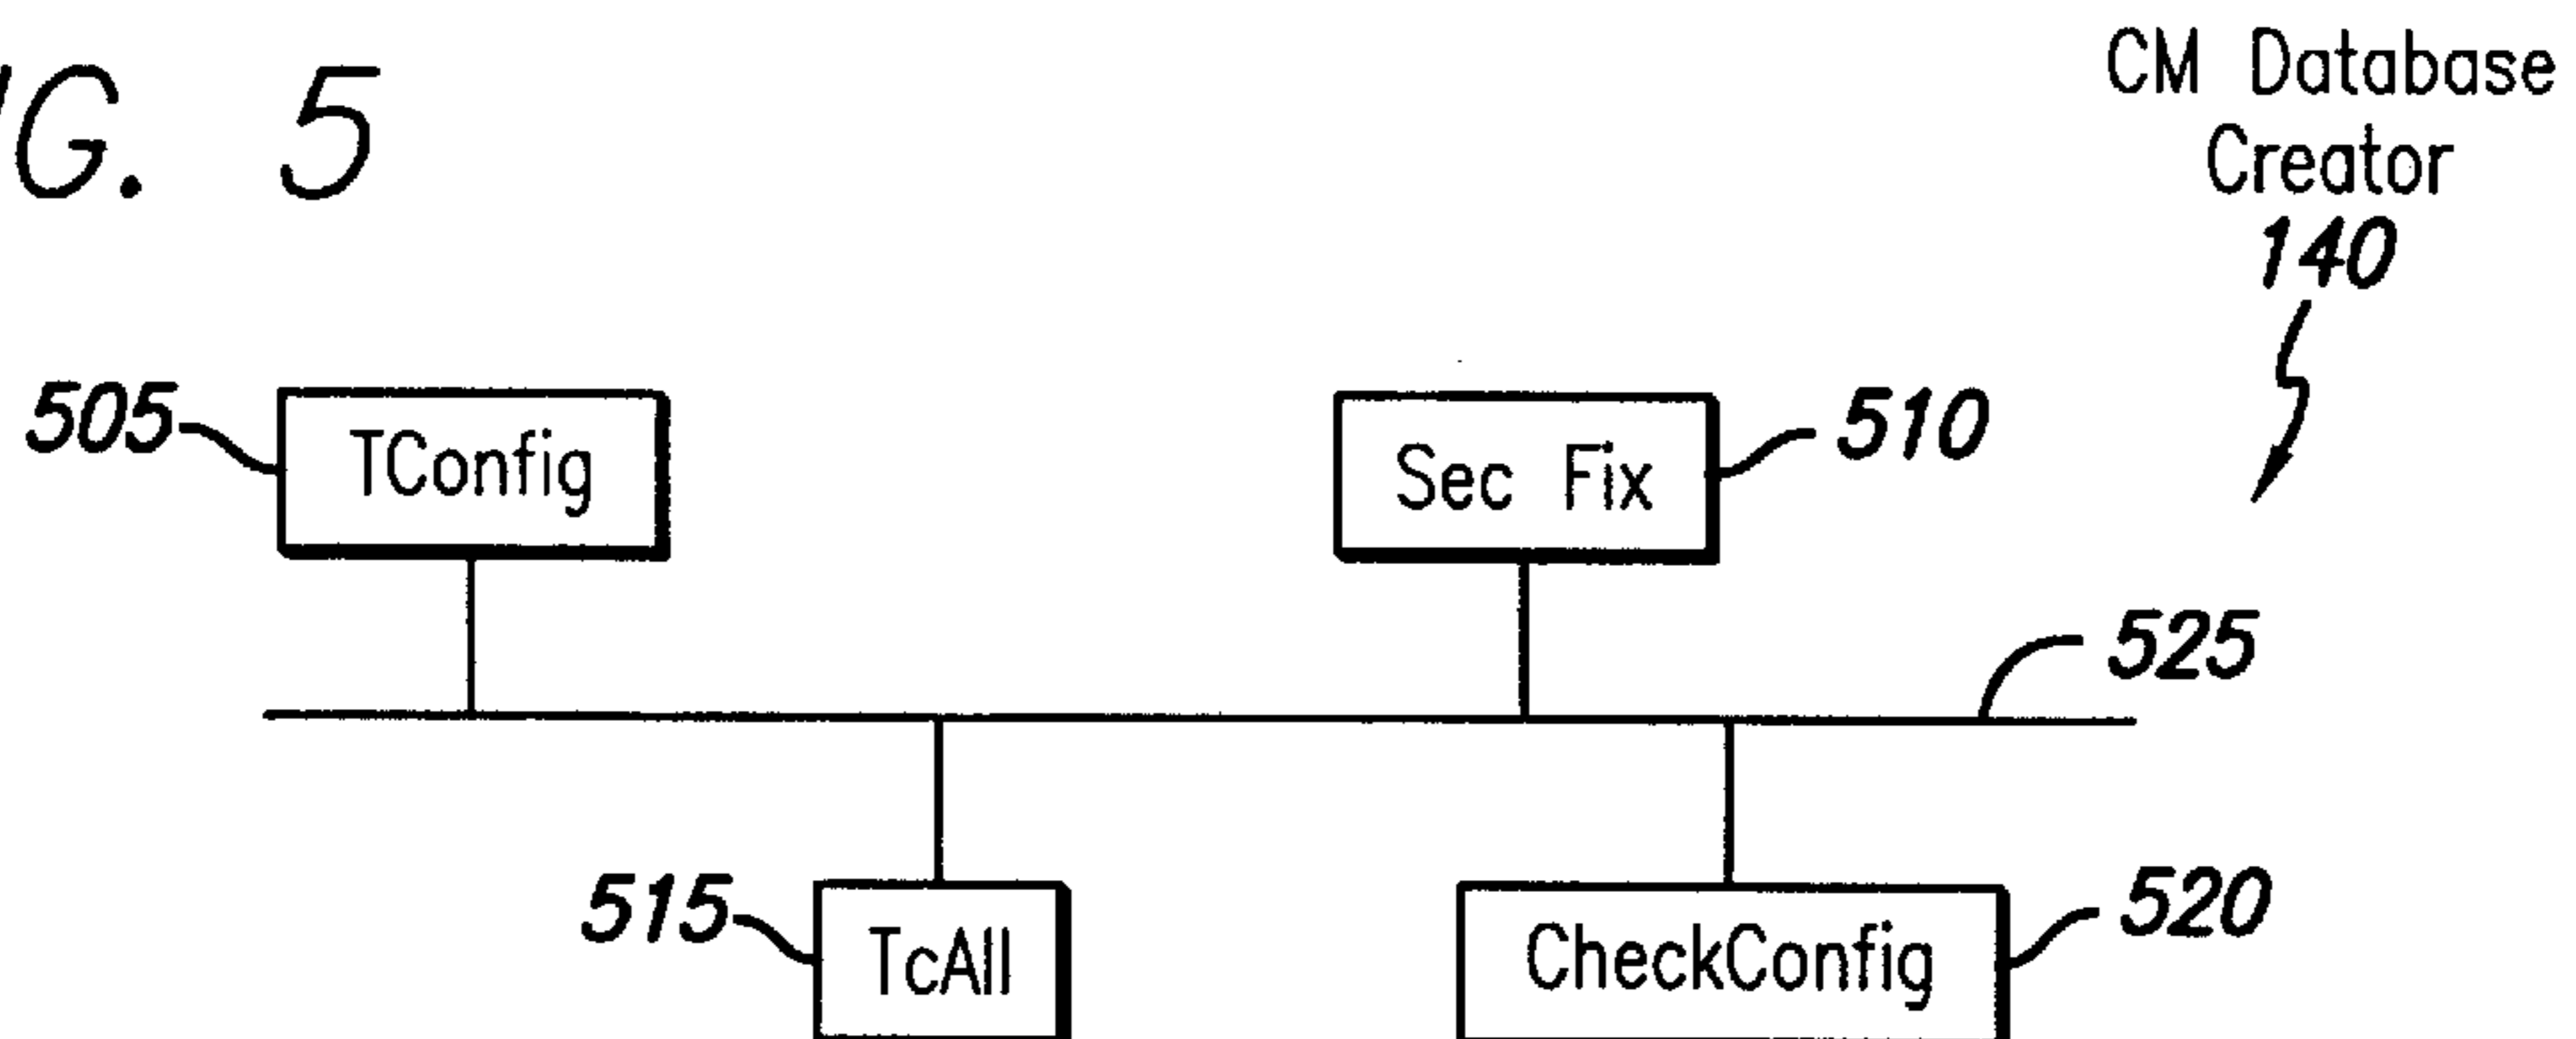 G. 5
CM Database
Creator
140
505
TConfig
Sec Fix
510
525
515
TcAll
CheckConfig
520